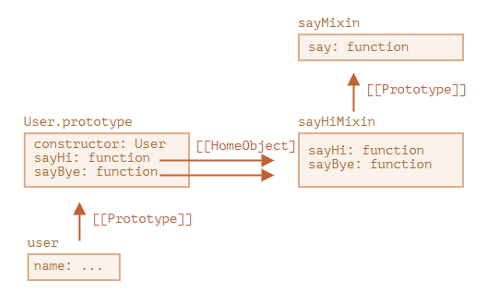 sayMixin
say: function
[[Prototype]]
User.prototype
constructor: User
sayHi: function
sayBye: function
[[HomeObject]
sayHiMixin
sayHi: function
sayBye: function
[[Prototype]]
user
name: ...